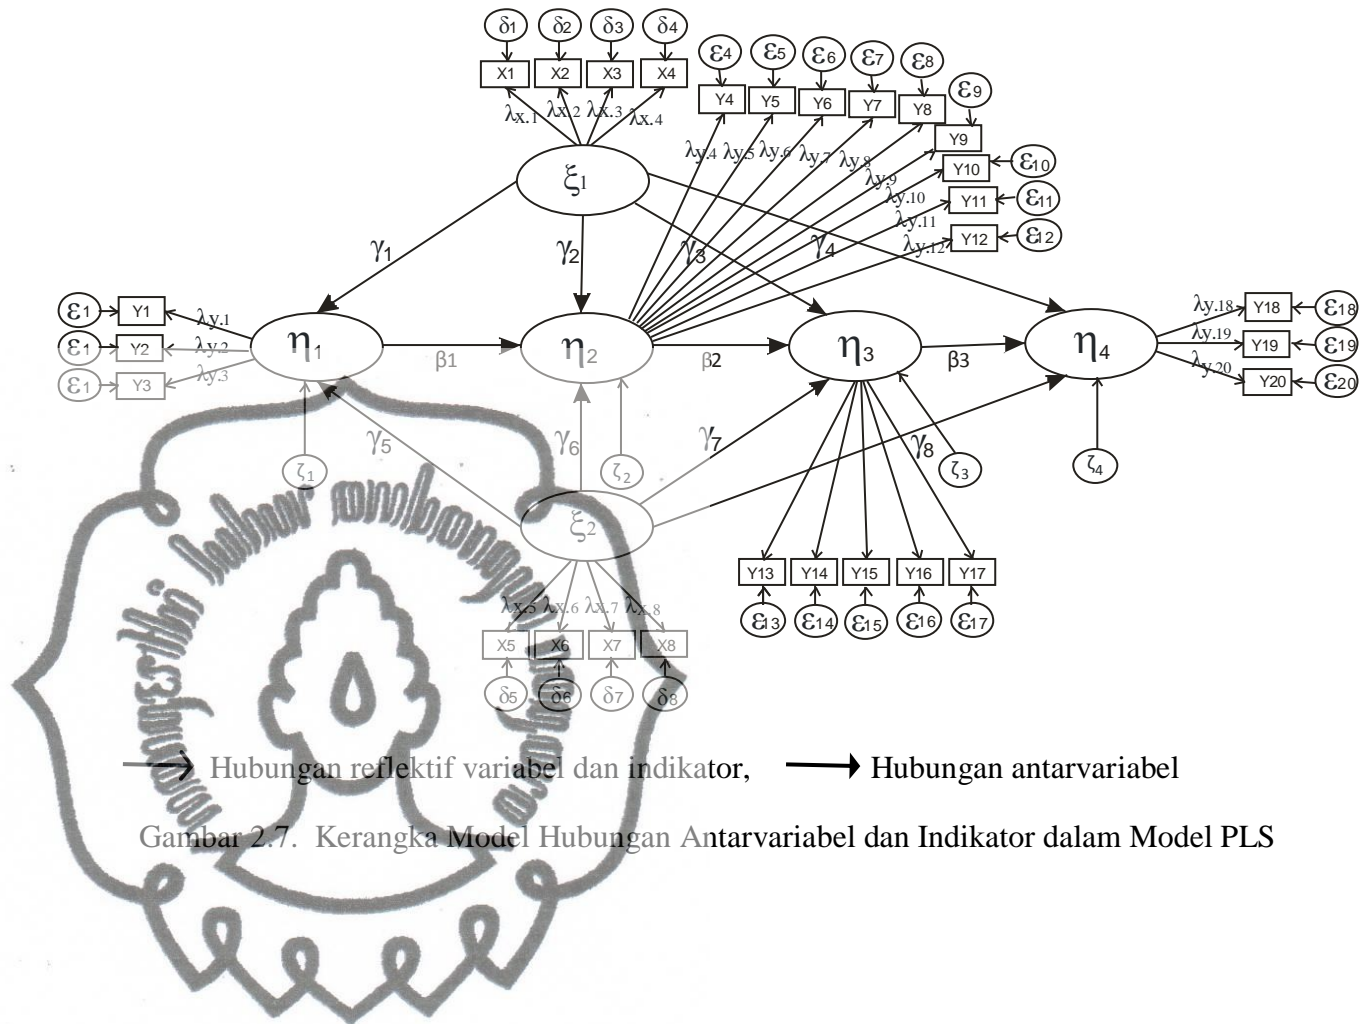 δ1 δ2 δ3 δ4
X1 X2 X3 X4
λx.1 λx.2 λx.3 λx.4
ε4 ε5 ε6 ε7 ε8 ε9 ε10 ε11 ε12
Y4 Y5 Y6 Y7 Y8 Y9 Y10 Y11 Y12
λy.4 λy.5 λy.6 λy.7 λy.8 λy.9 λy.10 λy.11 λy.12
ξ1
γ1 γ2 γ3 γ4
ε1 Y1 λy.1
ε1 Y2 λy.2
ε1 Y3 λy.3
η1 β1 η2 β2 η3 β3 η4
λy.18 Y18 ε18
λy.19 Y19 ε19
λy.20 Y20 ε20
γ5 γ6 γ7 γ8
ζ1 ζ2 ζ3 ζ4
ξ2
Y13 Y14 Y15 Y16 Y17
ε13 ε14 ε15 ε16 ε17
λx.5 λx.6 λx.7 λx.8
X5 X6 X7 X8
δ5 δ6 δ7 δ8
Hubungan reflektif variabel dan indikator, Hubungan antarvariabel
Gambar 2.7. Kerangka Model Hubungan Antarvariabel dan Indikator dalam Model PLS